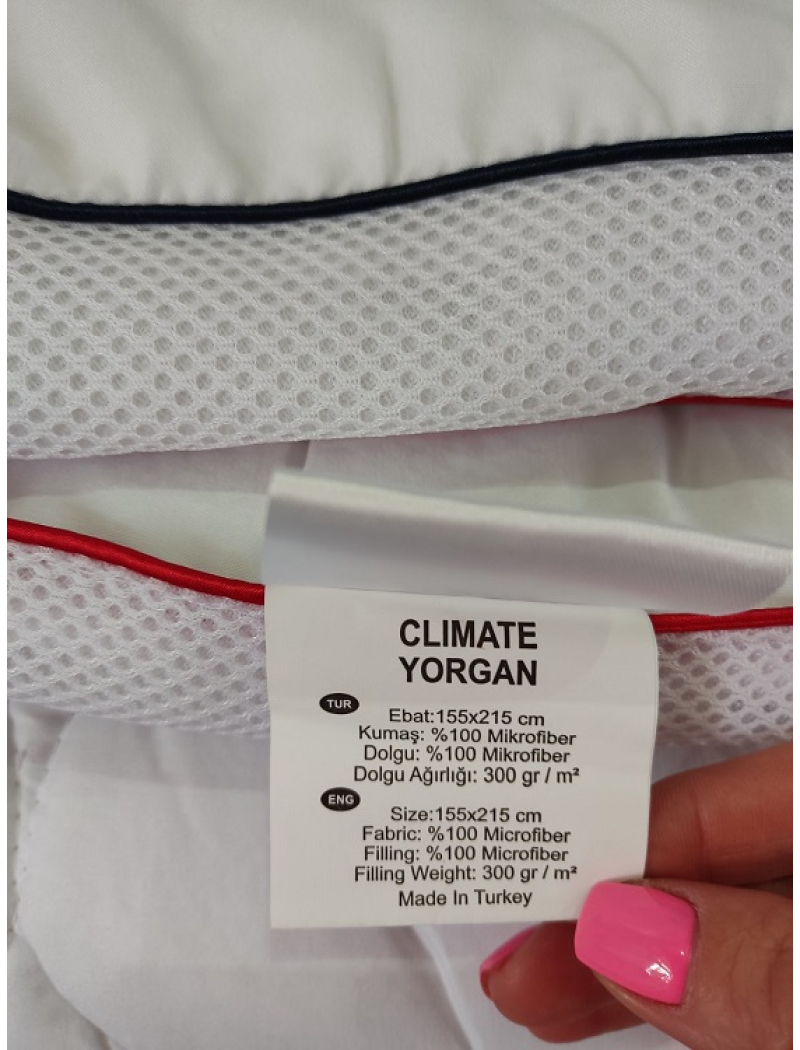 CLIMATE
YORGAN
TUR
Ebat:155x215 cm
Kumaş: %100 Mikrofiber
Dolgu: %100 Mikrofiber
Dolgu Ağırlığı: 300 gr / m²
ENG
Size:155x215 cm
Fabric: %100 Microfiber
Filling: %100 Microfiber
Filling Weight: 300 gr / m²
Made In Turkey